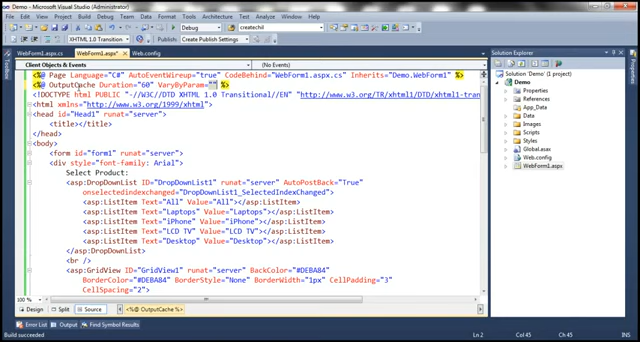 Demo - Microsoft Visual Studio (Administrator)
File Edit View Project Build Debug Team Data Tools Architecture Test Analyze Window Help
Debug createchil
XHTML 1.0 Transitional Publish: Create Publish Settings
WebForm1.aspx.cs WebForm1.aspx* Web.config
Client Objects & Events (No Events)
<%@ Page Language="C#" AutoEventWireup="true" CodeBehind="WebForm1.aspx.cs" Inherits="Demo.WebForm1" %>
<%@ OutputCache Duration="60" VaryByParam="" %>
<!DOCTYPE html PUBLIC "-//W3C//DTD XHTML 1.0 Transitional//EN" "http://www.w3.org/TR/xhtml1/DTD/xhtml1-tran
<html xmlns="http://www.w3.org/1999/xhtml">
<head id="Head1" runat="server">
<title></title>
</head>
<body>
<form id="form1" runat="server">
<div style="font-family: Arial">
Select Product:
<asp:DropDownList ID="DropDownList1" runat="server" AutoPostBack="True"
onselectedindexchanged="DropDownList1_SelectedIndexChanged">
<asp:ListItem Text="All" Value="All"></asp:ListItem>
<asp:ListItem Text="Laptops" Value="Laptops"></asp:ListItem>
<asp:ListItem Text="iPhone" Value="iPhone"></asp:ListItem>
<asp:ListItem Text="LCD TV" Value="LCD TV"></asp:ListItem>
<asp:ListItem Text="Desktop" Value="Desktop"></asp:ListItem>
</asp:DropDownList>
<br />
<asp:GridView ID="GridView1" runat="server" BackColor="#DEBA84"
BorderColor="#DEBA84" BorderStyle="None" BorderWidth="1px" CellPadding="3"
CellSpacing="2">
100 %
Design Split Source <%@ OutputCache %>
Error List Output Find Symbol Results
Build succeeded Ln 2 Col 45 Ch 45
Toolbox
Solution Explorer
Solution 'Demo' (1 project)
Demo
Properties
References
App_Data
Data
Images
Scripts
Styles
Global.asax
Web.config
WebForm1.aspx
Properties